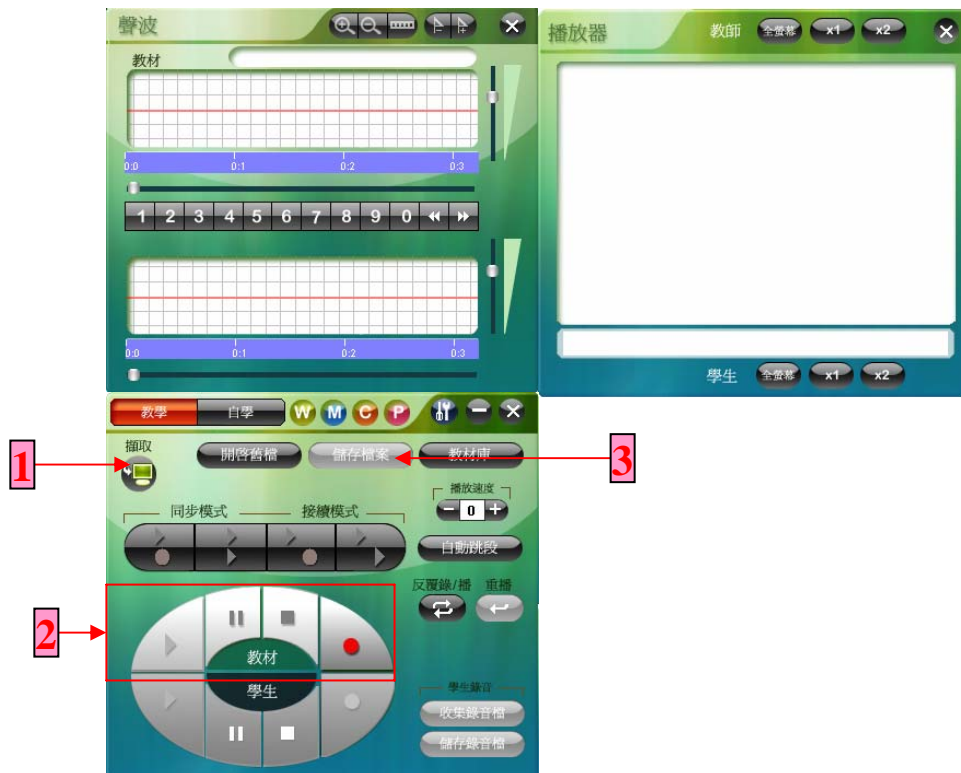 聲波
教材
0:0 0:1 0:2 0:3
1 2 3 4 5 6 7 8 9 0
0:0 0:1 0:2 0:3
播放器 教師 全螢幕 x1 x2
學生 全螢幕 x1 x2
教學 自學 W M C P
擷取 開啓舊檔 儲存檔案 教材庫
1
3
播放速度
同步模式 接續模式
0
自動跳段
反覆錄/播 重播
2
教材
學生
學生錄音
收集錄音檔
儲存錄音檔